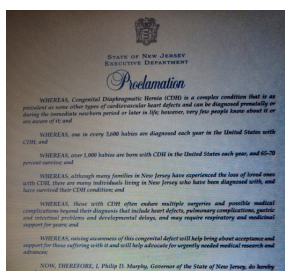 STATE OF NEW JERSEY
EXECUTIVE DEPARTMENT
Proclamation
WHEREAS, Congenital Diaphragmatic Hernia (CDH) is a complex condition that is as
prevalent as some other types of cardiovascular heart defects and can be diagnosed prenatally or
during the immediate newborn period or later in life; however, very few people know about it or
are aware of it; and
WHEREAS, one in every 3,600 babies are diagnosed each year in the United States with
CDH, and
WHEREAS, over 1,000 babies are born with CDH in the United States each year, and 65-70
percent survive; and
WHEREAS, although many families in New Jersey have experienced the loss of loved ones
with CDH, there are many individuals living in New Jersey who have been diagnosed with, and
have survived their CDH condition; and
WHEREAS, those with CDH often endure multiple surgeries and possible medical
complications beyond their diagnosis that include heart defects, pulmonary complications, gastric
and intestinal problems and developmental delays, and may require respiratory and medicinal
support for years; and
WHEREAS, raising awareness of this congenital defect will help bring about acceptance and
support for those suffering with it and will help advocate for urgently needed medical research and
advances;
NOW, THEREFORE, I, Philip D. Murphy, Governor of the State of New Jersey, do hereby